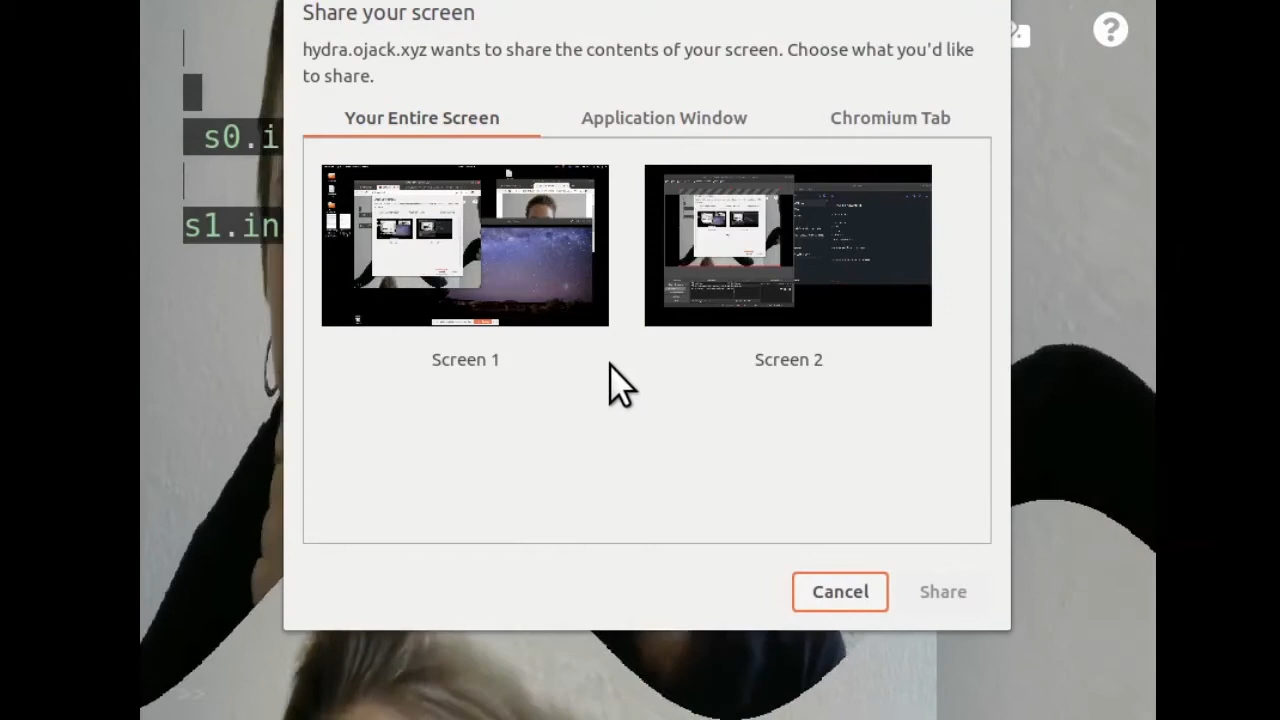 Share your screen
hydra.ojack.xyz wants to share the contents of your screen. Choose what you'd like
to share.
Your Entire Screen
Application Window
Chromium Tab
?
s0.i
s1.in
Screen 1
Screen 2
Cancel
Share
>>